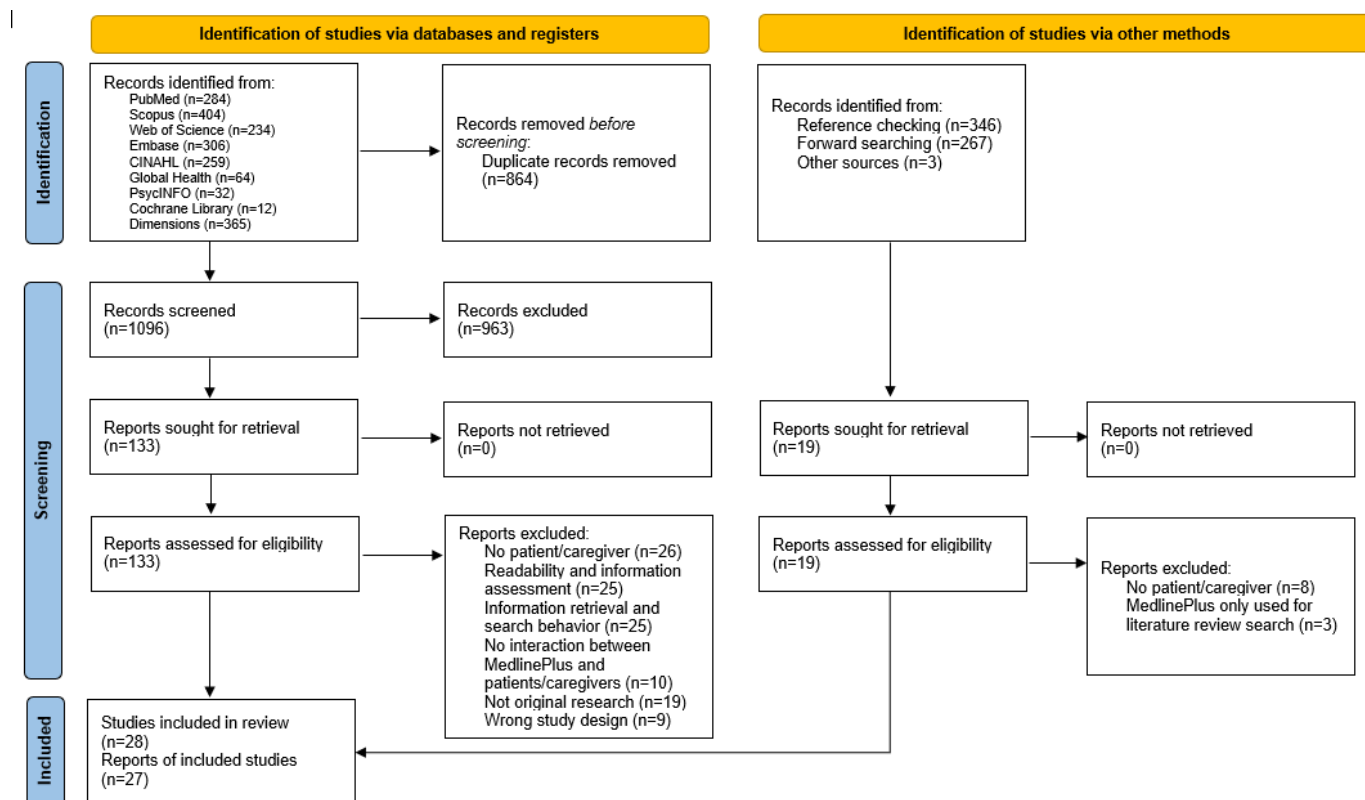 Identification of studies via databases and registers
Identification of studies via other methods
Identification
Records identified from:
PubMed (n=284)
Scopus (n=404)
Web of Science (n=234)
Embase (n=306)
CINAHL (n=259)
Global Health (n=64)
PsycINFO (n=32)
Cochrane Library (n=12)
Dimensions (n=365)
Records removed before
screening:
Duplicate records removed
(n=864)
Records identified from:
Reference checking (n=346)
Forward searching (n=267)
Other sources (n=3)
Screening
Records screened
(n=1096)
Records excluded
(n=963)
Reports sought for retrieval
(n=133)
Reports not retrieved
(n=0)
Reports sought for retrieval
(n=19)
Reports not retrieved
(n=0)
Reports assessed for eligibility
(n=133)
Reports excluded:
No patient/caregiver (n=26)
Readability and information
assessment (n=25)
Information retrieval and
search behavior (n=25)
No interaction between
MedlinePlus and
patients/caregivers (n=10)
Not original research (n=19)
Wrong study design (n=9)
Reports assessed for eligibility
(n=19)
Reports excluded:
No patient/caregiver (n=8)
MedlinePlus only used for
literature review search (n=3)
Included
Studies included in review
(n=28)
Reports of included studies
(n=27)